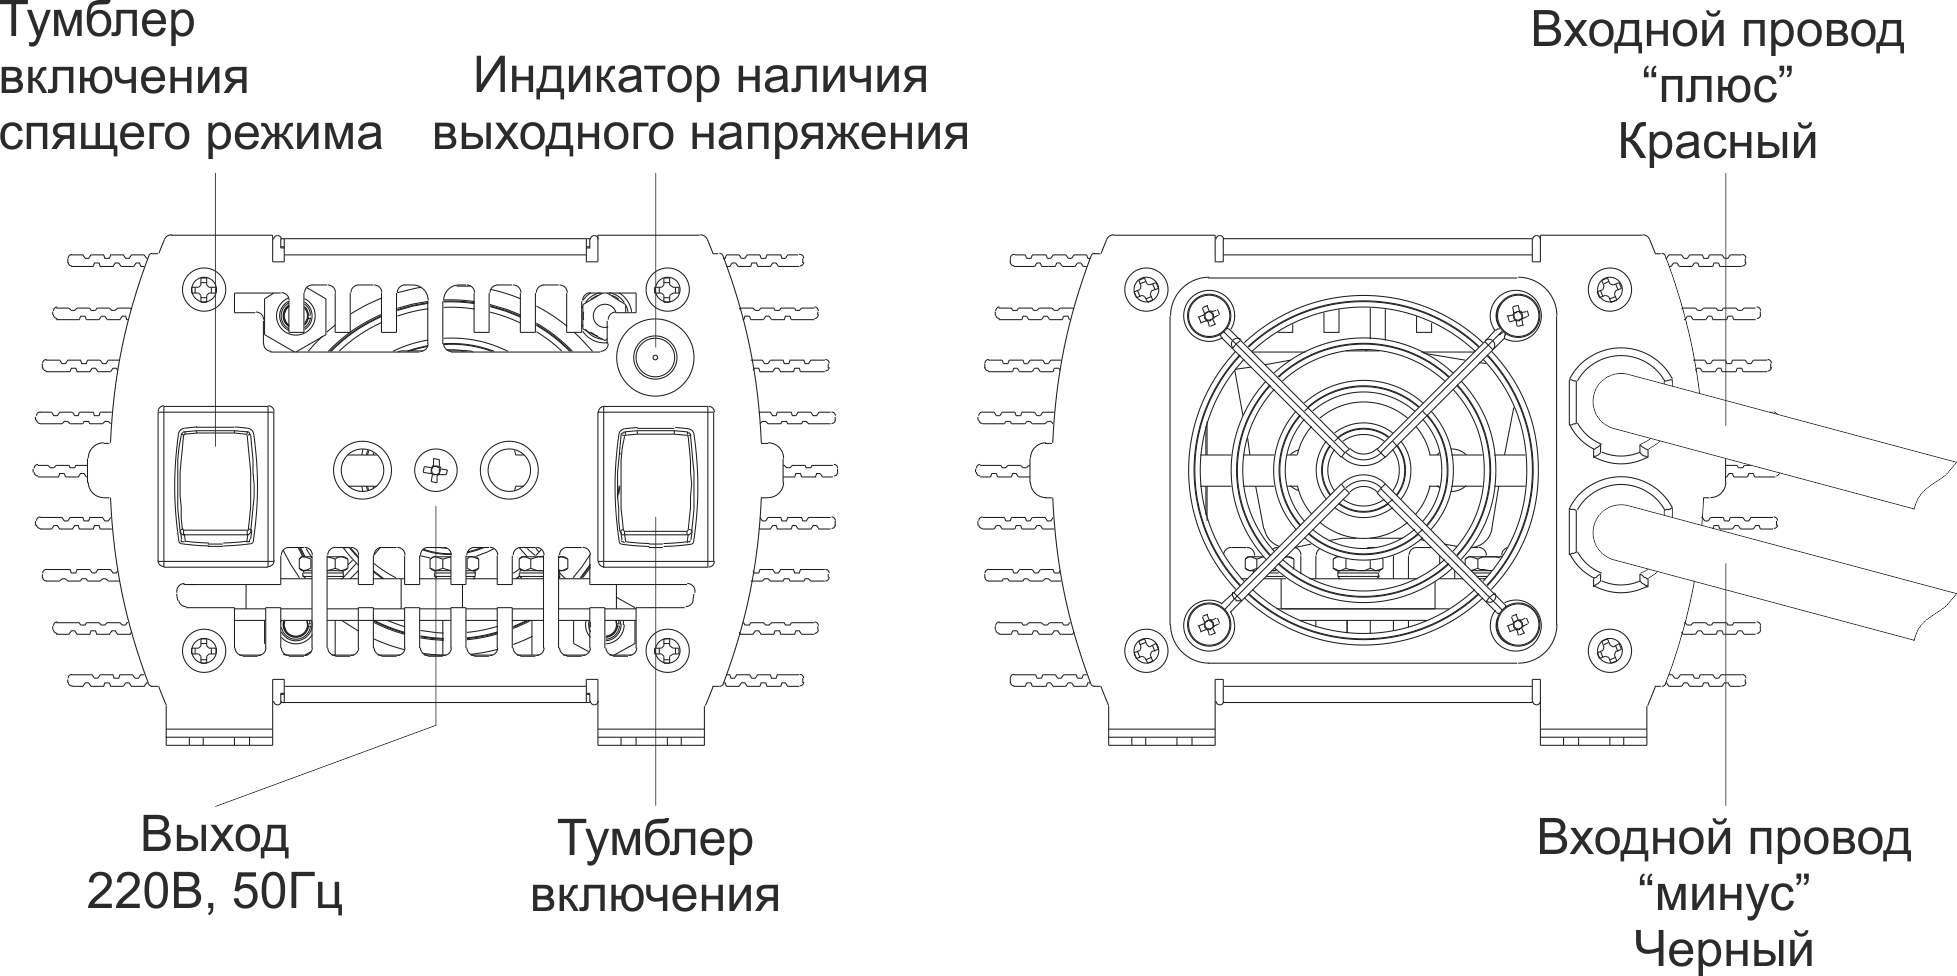 Тумблер
включения
спящего режима
Индикатор наличия
выходного напряжения
Входной провод
“плюс”
Красный
Выход
220В, 50Гц
Тумблер
включения
Входной провод
“минус”
Черный